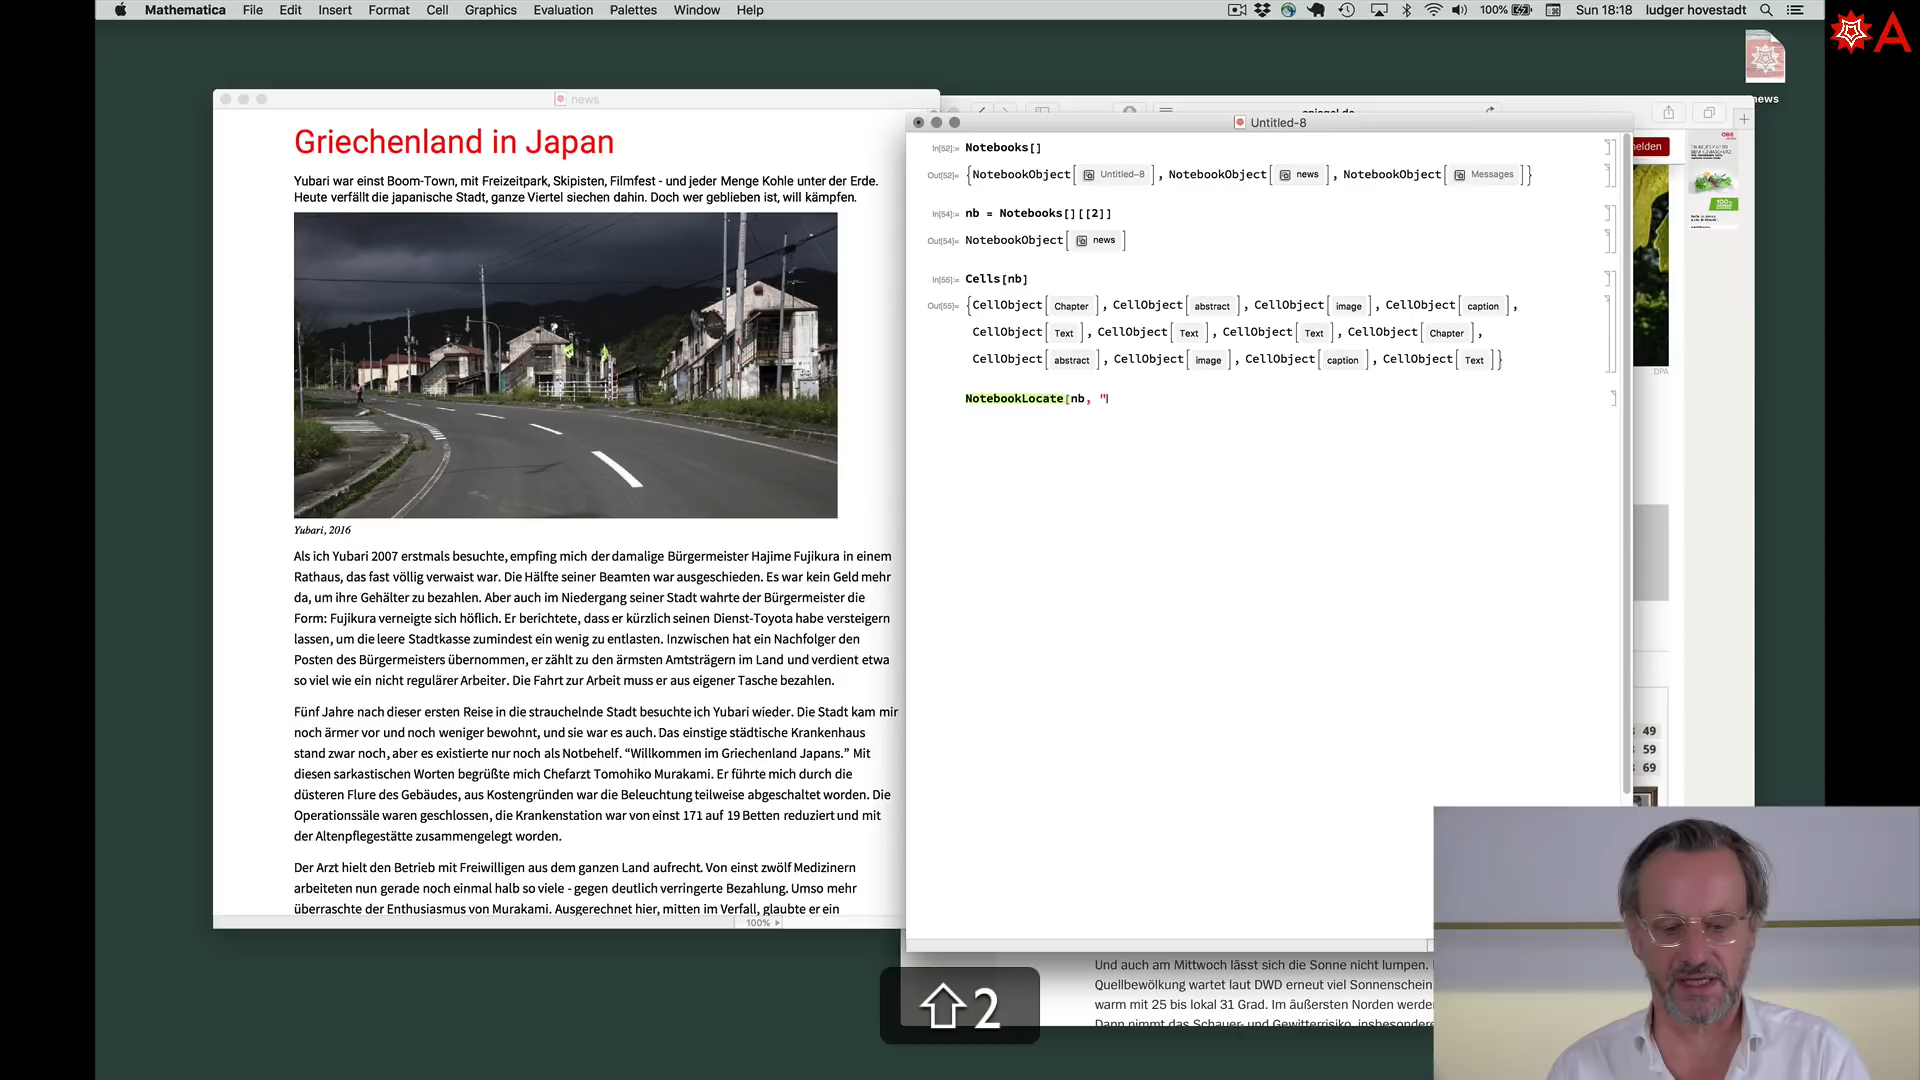 Mathematica File Edit Insert Format Cell Graphics Evaluation Palettes Window Help
100% Sun 18:18 ludger hovestadt
A
news
news
Griechenland in Japan
Yubari war einst Boom-Town, mit Freizeitpark, Skipisten, Filmfest - und jeder Menge Kohle unter der Erde.
Heute verfällt die japanische Stadt, ganze Viertel siechen dahin. Doch wer geblieben ist, will kämpfen.
Yubari, 2016
Als ich Yubari 2007 erstmals besuchte, empfing mich der damalige Bürgermeister Hajime Fujikura in einem
Rathaus, das fast völlig verwaist war. Die Hälfte seiner Beamten war ausgeschieden. Es war kein Geld mehr
da, um ihre Gehälter zu bezahlen. Aber auch im Niedergang seiner Stadt wahrte der Bürgermeister die
Form: Fujikura verneigte sich höflich. Er berichtete, dass er kürzlich seinen Dienst-Toyota habe versteigern
lassen, um die leere Stadtkasse zumindest ein wenig zu entlasten. Inzwischen hat ein Nachfolger den
Posten des Bürgermeisters übernommen, er zählt zu den ärmsten Amtsträgern im Land und verdient etwa
so viel wie ein nicht regulärer Arbeiter. Die Fahrt zur Arbeit muss er aus eigener Tasche bezahlen.
Fünf Jahre nach dieser ersten Reise in die strauchelnde Stadt besuchte ich Yubari wieder. Die Stadt kam mir
noch ärmer vor und noch weniger bewohnt, und sie war es auch. Das einstige städtische Krankenhaus
stand zwar noch, aber es existierte nur noch als Notbehelf. “Willkommen im Griechenland Japans.” Mit
diesen sarkastischen Worten begrüßte mich Chefarzt Tomohiko Murakami. Er führte mich durch die
düsteren Flure des Gebäudes, aus Kostengründen war die Beleuchtung teilweise abgeschaltet worden. Die
Operationssäle waren geschlossen, die Krankenstation war von einst 171 auf 19 Betten reduziert und mit
der Altenpflegestätte zusammengelegt worden.
Der Arzt hielt den Betrieb mit Freiwilligen aus dem ganzen Land aufrecht. Von einst zwölf Medizinern
arbeiteten nun gerade noch einmal halb so viele - gegen deutlich verringerte Bezahlung. Umso mehr
überraschte der Enthusiasmus von Murakami. Ausgerechnet hier, mitten im Verfall, glaubte er ein
100%
Untitled-8
In[52]:= Notebooks[]
Out[52]= {NotebookObject[ Untitled-8 ], NotebookObject[ news ], NotebookObject[ Messages ]}
In[54]:= nb = Notebooks[][[2]]
Out[54]= NotebookObject[ news ]
In[55]:= Cells[nb]
Out[55]= {CellObject[ Chapter ], CellObject[ abstract ], CellObject[ image ], CellObject[ caption ],
CellObject[ Text ], CellObject[ Text ], CellObject[ Text ], CellObject[ Chapter ],
CellObject[ abstract ], CellObject[ image ], CellObject[ caption ], CellObject[ Text ]}
NotebookLocate[nb, "
elden
DPA
49
59
69
Und auch am Mittwoch lässt sich die Sonne nicht lumpen.
Quellbewölkung wartet laut DWD erneut viel Sonnenschein
warm mit 25 bis lokal 31 Grad. Im äußersten Norden werde
Dann nimmt das Schauer- und Gewitterrisiko, insbesondere
⇧2